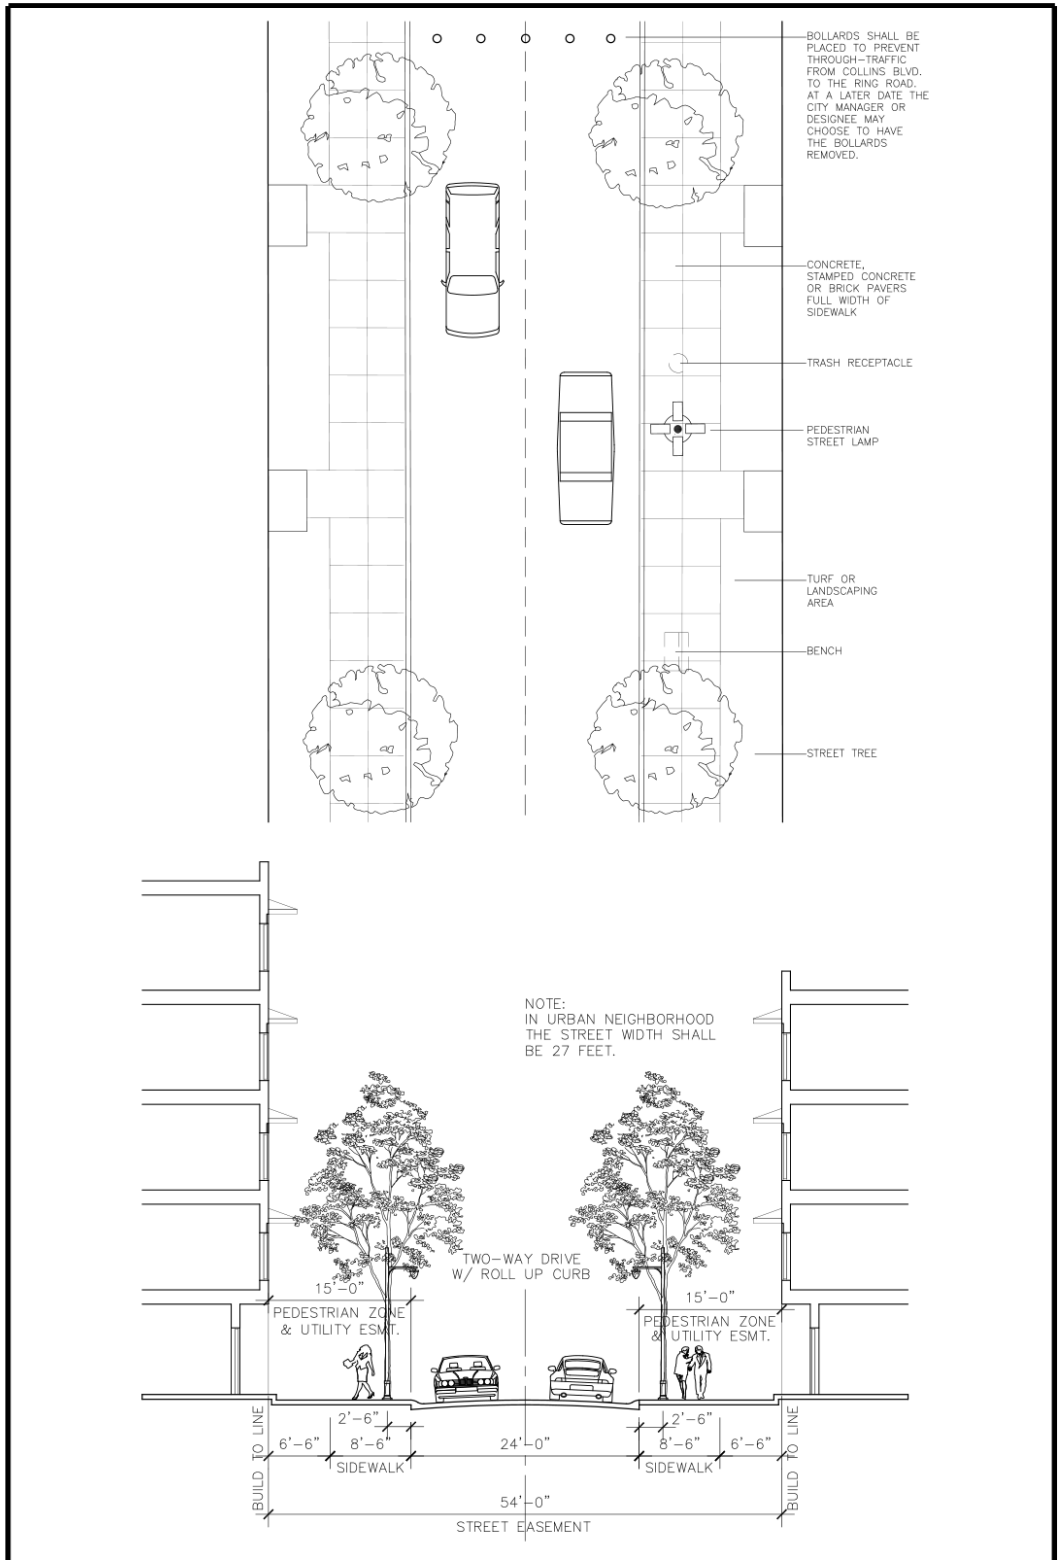 BOLLARDS SHALL BE
PLACED TO PREVENT
THROUGH-TRAFFIC
FROM COLLINS BLVD.
TO THE RING ROAD.
AT A LATER DATE THE
CITY MANAGER OR
DESIGNEE MAY
CHOOSE TO HAVE
THE BOLLARDS
REMOVED.
CONCRETE,
STAMPED CONCRETE
OR BRICK PAVERS
FULL WIDTH OF
SIDEWALK
TRASH RECEPTACLE
PEDESTRIAN
STREET LAMP
TURF OR
LANDSCAPING
AREA
BENCH
STREET TREE
NOTE:
IN URBAN NEIGHBORHOOD
THE STREET WIDTH SHALL
BE 27 FEET.
TWO-WAY DRIVE
W/ ROLL UP CURB
15'-0"
PEDESTRIAN ZONE
& UTILITY ESMT.
15'-0"
PEDESTRIAN ZONE
& UTILITY ESMT.
BUILD TO LINE
2'-6"
2'-6"
6'-6"
8'-6"
24'-0"
8'-6"
6'-6"
SIDEWALK
SIDEWALK
BUILD TO LINE
54'-0"
STREET EASEMENT